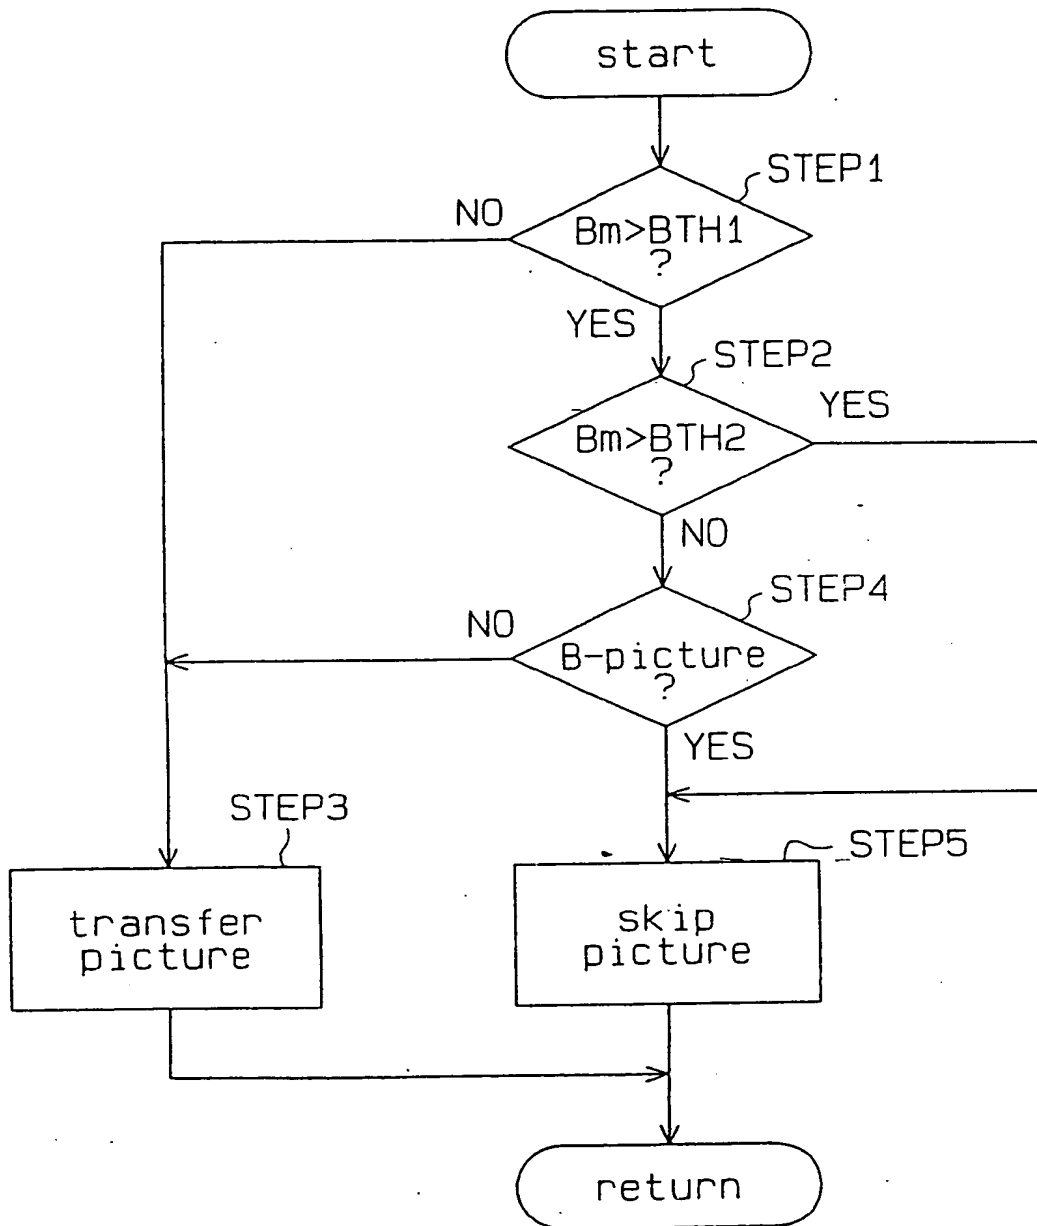 start
STEP1
NO
Bm>BTH1
?
YES
STEP2
YES
Bm>BTH2
?
NO
STEP4
NO
B-picture
?
YES
STEP3
STEP5
transfer
picture
skip
picture
return